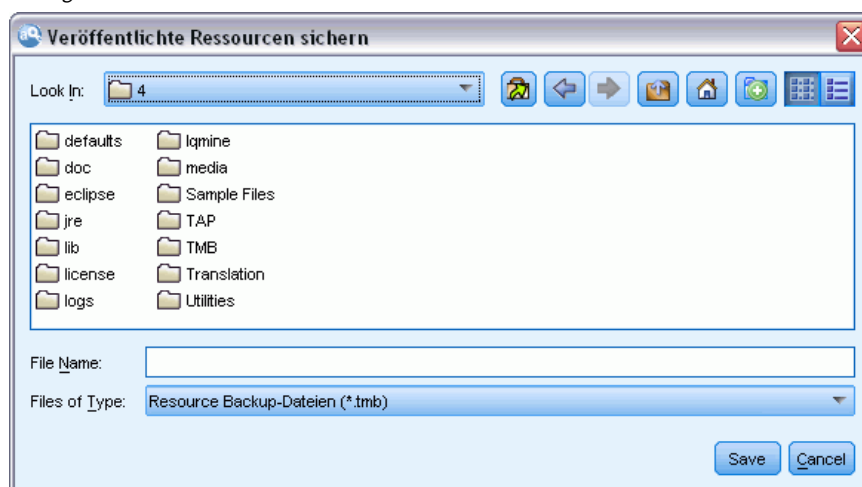 Veröffentlichte Ressourcen sichern
Look In: 4
defaults lqmine
doc media
eclipse Sample Files
jre TAP
lib TMB
license Translation
logs Utilities
File Name:
Files of Type: Resource Backup-Dateien (*.tmb)
Save Cancel